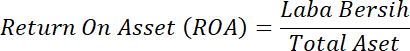 Return On Asset (ROA) = Laba Bersih / Total Aset